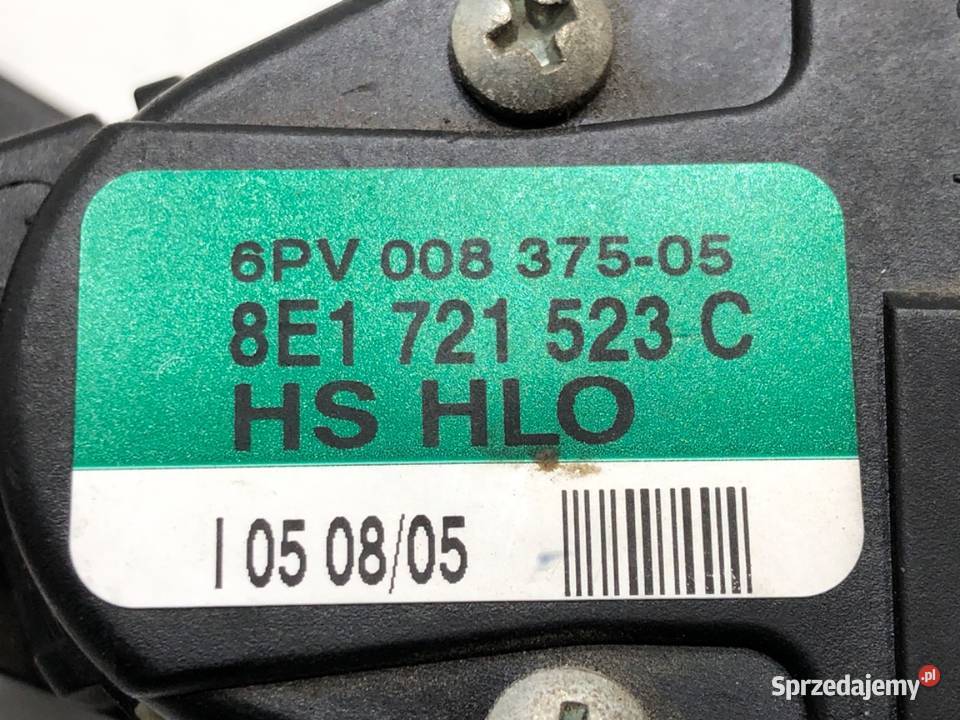 6PV 008 375-05
8E1 721 523 C
HS HLO
I 05 08/05
Sprzedajemy.pl